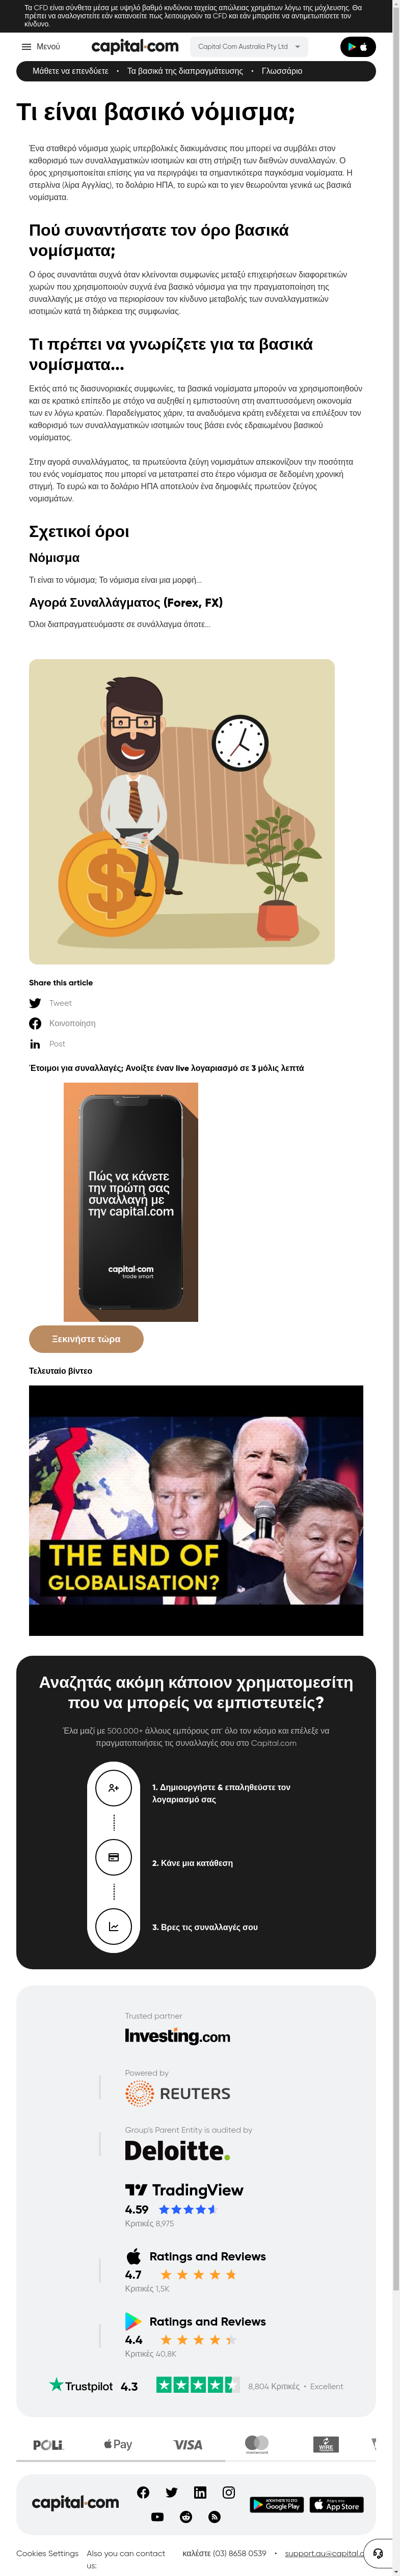 Τα CFD είναι σύνθετα μέσα με υψηλό βαθμό κινδύνου ταχείας απώλειας χρημάτων λόγω της μόχλευσης. Θα
πρέπει να αναλογιστείτε εάν κατανοείτε πως λειτουργούν τα CFD και εάν μπορείτε να αντιμετωπίσετε τον
κίνδυνο.
Μενού
capital.com
Capital Com Australia Pty Ltd
Μάθετε να επενδύετε • Τα βασικά της διαπραγμάτευσης • Γλωσσάριο
Τι είναι βασικό νόμισμα;
Ένα σταθερό νόμισμα χωρίς υπερβολικές διακυμάνσεις που μπορεί να συμβάλει στον
καθορισμό των συναλλαγματικών ισοτιμιών και στη στήριξη των διεθνών συναλλαγών. Ο
όρος χρησιμοποιείται επίσης για να περιγράψει τα σημαντικότερα παγκόσμια νομίσματα. Η
στερλίνα (λίρα Αγγλίας), το δολάριο ΗΠΑ, το ευρώ και το γιεν θεωρούνται γενικά ως βασικά
νομίσματα.
Πού συναντήσατε τον όρο βασικά
νομίσματα;
Ο όρος συναντάται συχνά όταν κλείνονται συμφωνίες μεταξύ επιχειρήσεων διαφορετικών
χωρών που χρησιμοποιούν συχνά ένα βασικό νόμισμα για την πραγματοποίηση της
συναλλαγής με στόχο να περιορίσουν τον κίνδυνο μεταβολής των συναλλαγματικών
ισοτιμιών κατά τη διάρκεια της συμφωνίας.
Τι πρέπει να γνωρίζετε για τα βασικά
νομίσματα...
Εκτός από τις διασυνοριακές συμφωνίες, τα βασικά νομίσματα μπορούν να χρησιμοποιηθούν
και σε κρατικό επίπεδο με στόχο να αυξηθεί η εμπιστοσύνη στη αναπτυσσόμενη οικονομία
των εν λόγω κρατών. Παραδείγματος χάριν, τα αναδυόμενα κράτη ενδέχεται να επιλέξουν τον
καθορισμό των συναλλαγματικών ισοτιμιών τους βάσει ενός εδραιωμένου βασικού
νομίσματος.
Στην αγορά συναλλάγματος, τα πρωτεύοντα ζεύγη νομισμάτων απεικονίζουν την ποσότητα
του ενός νομίσματος που μπορεί να μετατραπεί στο έτερο νόμισμα σε δεδομένη χρονική
στιγμή. Το ευρώ και το δολάριο ΗΠΑ αποτελούν ένα δημοφιλές πρωτεύον ζεύγος
νομισμάτων.
Σχετικοί όροι
Νόμισμα
Τι είναι το νόμισμα; Το νόμισμα είναι μια μορφή...
Αγορά Συναλλάγματος (Forex, FX)
Όλοι διαπραγματευόμαστε σε συνάλλαγμα όποτε...
Share this article
Tweet
Κοινοποίηση
Post
Έτοιμοι για συναλλαγές; Ανοίξτε έναν live λογαριασμό σε 3 μόλις λεπτά
Πώς να κάνετε
την πρώτη σας
συναλλαγή με
την capital.com
capital.com
trade smart
Ξεκινήστε τώρα
Τελευταίο βίντεο
THE END OF
GLOBALISATION?
Αναζητάς ακόμη κάποιον χρηματομεσίτη
που να μπορείς να εμπιστευτείς?
Έλα μαζί με 500.000+ άλλους εμπόρους απ' όλο τον κόσμο και επέλεξε να
πραγματοποιήσεις τις συναλλαγές σου στο Capital.com
1. Δημιουργήστε & επαληθεύστε τον
λογαριασμό σας
2. Κάνε μια κατάθεση
3. Βρες τις συναλλαγές σου
Trusted partner
Investing.com
Powered by
REUTERS
Group's Parent Entity is audited by
Deloitte.
TradingView
4.59
Κριτικές 8,975
Ratings and Reviews
4.7
Κριτικές 1,5K
Ratings and Reviews
4.4
Κριτικές 40,8K
Trustpilot 4.3 8,804 Κριτικές • Excellent
POLi Pay VISA mastercard WIRE
capital.com
Google Play
App Store
Cookies Settings
Also you can contact
us:
καλέστε (03) 8658 0539 • support.au@capital.c